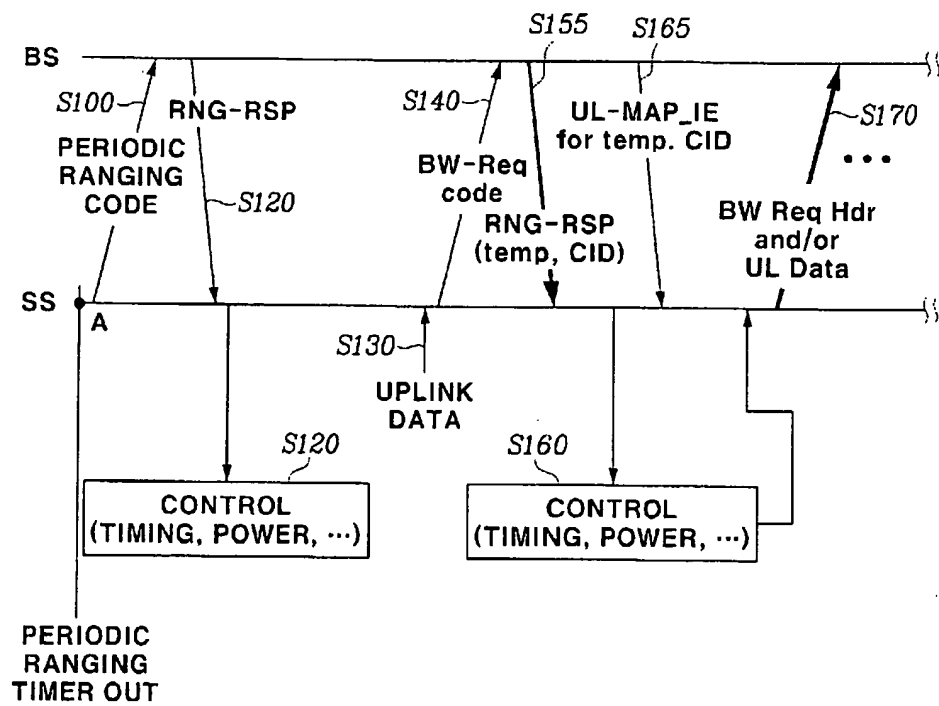 S155
S165
BS
S100
RNG-RSP
S140
UL-MAP_IE
for temp. CID
S170
PERIODIC
RANGING
CODE
S120
BW-Req
code
RNG-RSP
(temp, CID)
• • •
BW Req Hdr
and/or
UL Data
SS
A
S130
UPLINK
DATA
S120
CONTROL
(TIMING, POWER, ···)
S160
CONTROL
(TIMING, POWER, ···)
PERIODIC
RANGING
TIMER OUT